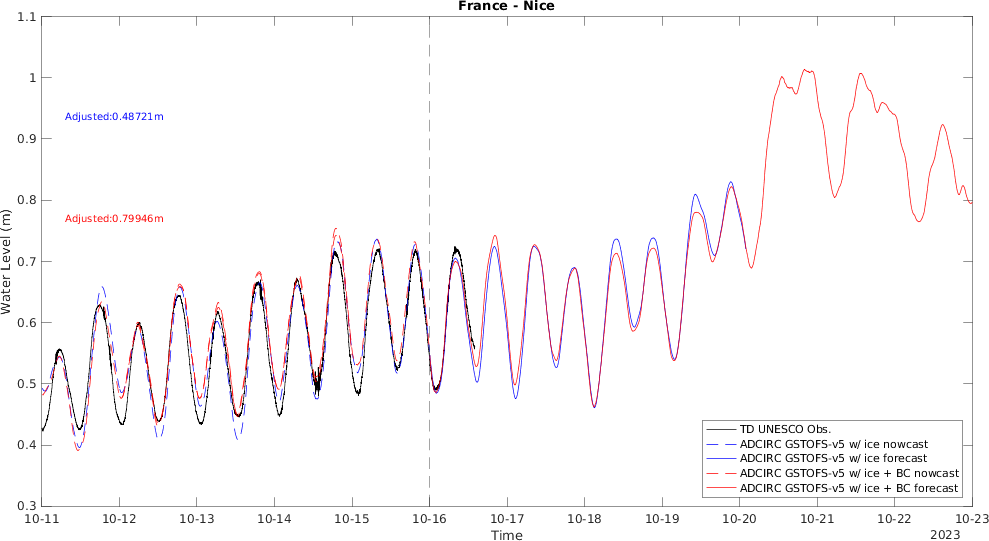 France - Nice
1.1
1
0.9
0.8
0.7
0.6
0.5
0.4
0.3
Water Level (m)
Adjusted:0.48721m
Adjusted:0.79946m
TD UNESCO Obs.
ADCIRC GSTOFS-v5 w/ ice nowcast
ADCIRC GSTOFS-v5 w/ ice forecast
ADCIRC GSTOFS-v5 w/ ice + BC nowcast
ADCIRC GSTOFS-v5 w/ ice + BC forecast
10-11 10-12 10-13 10-14 10-15 10-16 10-17 10-18 10-19 10-20 10-21 10-22 10-23
Time
2023